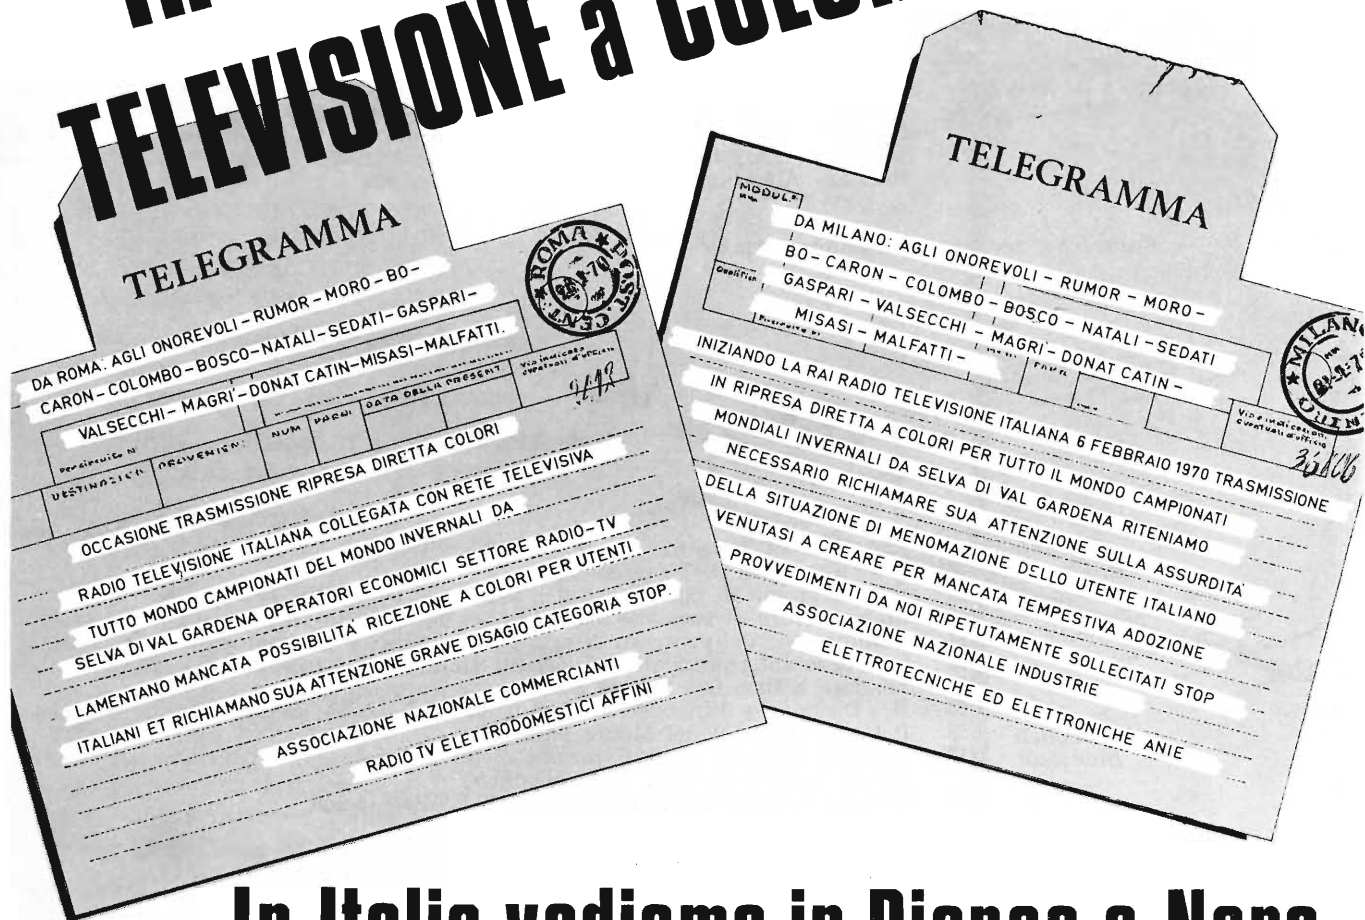 TELEVISIONE a
TELEGRAMMA
ROMA POST CENT.
DA ROMA: AGLI ONOREVOLI – RUMOR – MORO – BO –
CARON – COLOMBO – BOSCO – NATALI – SEDATI – GASPARI –
VALSECCHI – MAGRI' – DONAT CATIN – MISASI – MALFATTI.
NUM DATA DELLA PRESENT
OCCASIONE TRASMISSIONE RIPRESA DIRETTA COLORI
RADIO TELEVISIONE ITALIANA COLLEGATA CON RETE TELEVISIVA
TUTTO MONDO CAMPIONATI DEL MONDO INVERNALI DA
SELVA DI VAL GARDENA OPERATORI ECONOMICI SETTORE RADIO – TV
LAMENTANO MANCATA POSSIBILITA' RICEZIONE A COLORI PER UTENTI
ITALIANI ET RICHIAMANO SUA ATTENZIONE GRAVE DISAGIO CATEGORIA STOP.
ASSOCIAZIONE NAZIONALE COMMERCIANTI
RADIO TV ELETTRODOMESTICI AFFINI
TELEGRAMMA
DA MILANO: AGLI ONOREVOLI – RUMOR – MORO –
BO – CARON – COLOMBO – BOSCO – NATALI – SEDATI
GASPARI – VALSECCHI – MAGRI' – DONAT CATIN –
MISASI – MALFATTI –
INIZIANDO LA RAI RADIO TELEVISIONE ITALIANA 6 FEBBRAIO 1970 TRASMISSIONE
IN RIPRESA DIRETTA A COLORI PER TUTTO IL MONDO CAMPIONATI
MONDIALI INVERNALI DA SELVA DI VAL GARDENA RITENIAMO
NECESSARIO RICHIAMARE SUA ATTENZIONE SULLA ASSURDITA'
DELLA SITUAZIONE DI MENOMAZIONE DELLO UTENTE ITALIANO
VENUTASI A CREARE PER MANCATA TEMPESTIVA ADOZIONE
PROVVEDIMENTI DA NOI RIPETUTAMENTE SOLLECITATI STOP
ASSOCIAZIONE NAZIONALE INDUSTRIE
ELETTROTECNICHE ED ELETTRONICHE ANIE
In Italia vediamo in Bianco e Nero